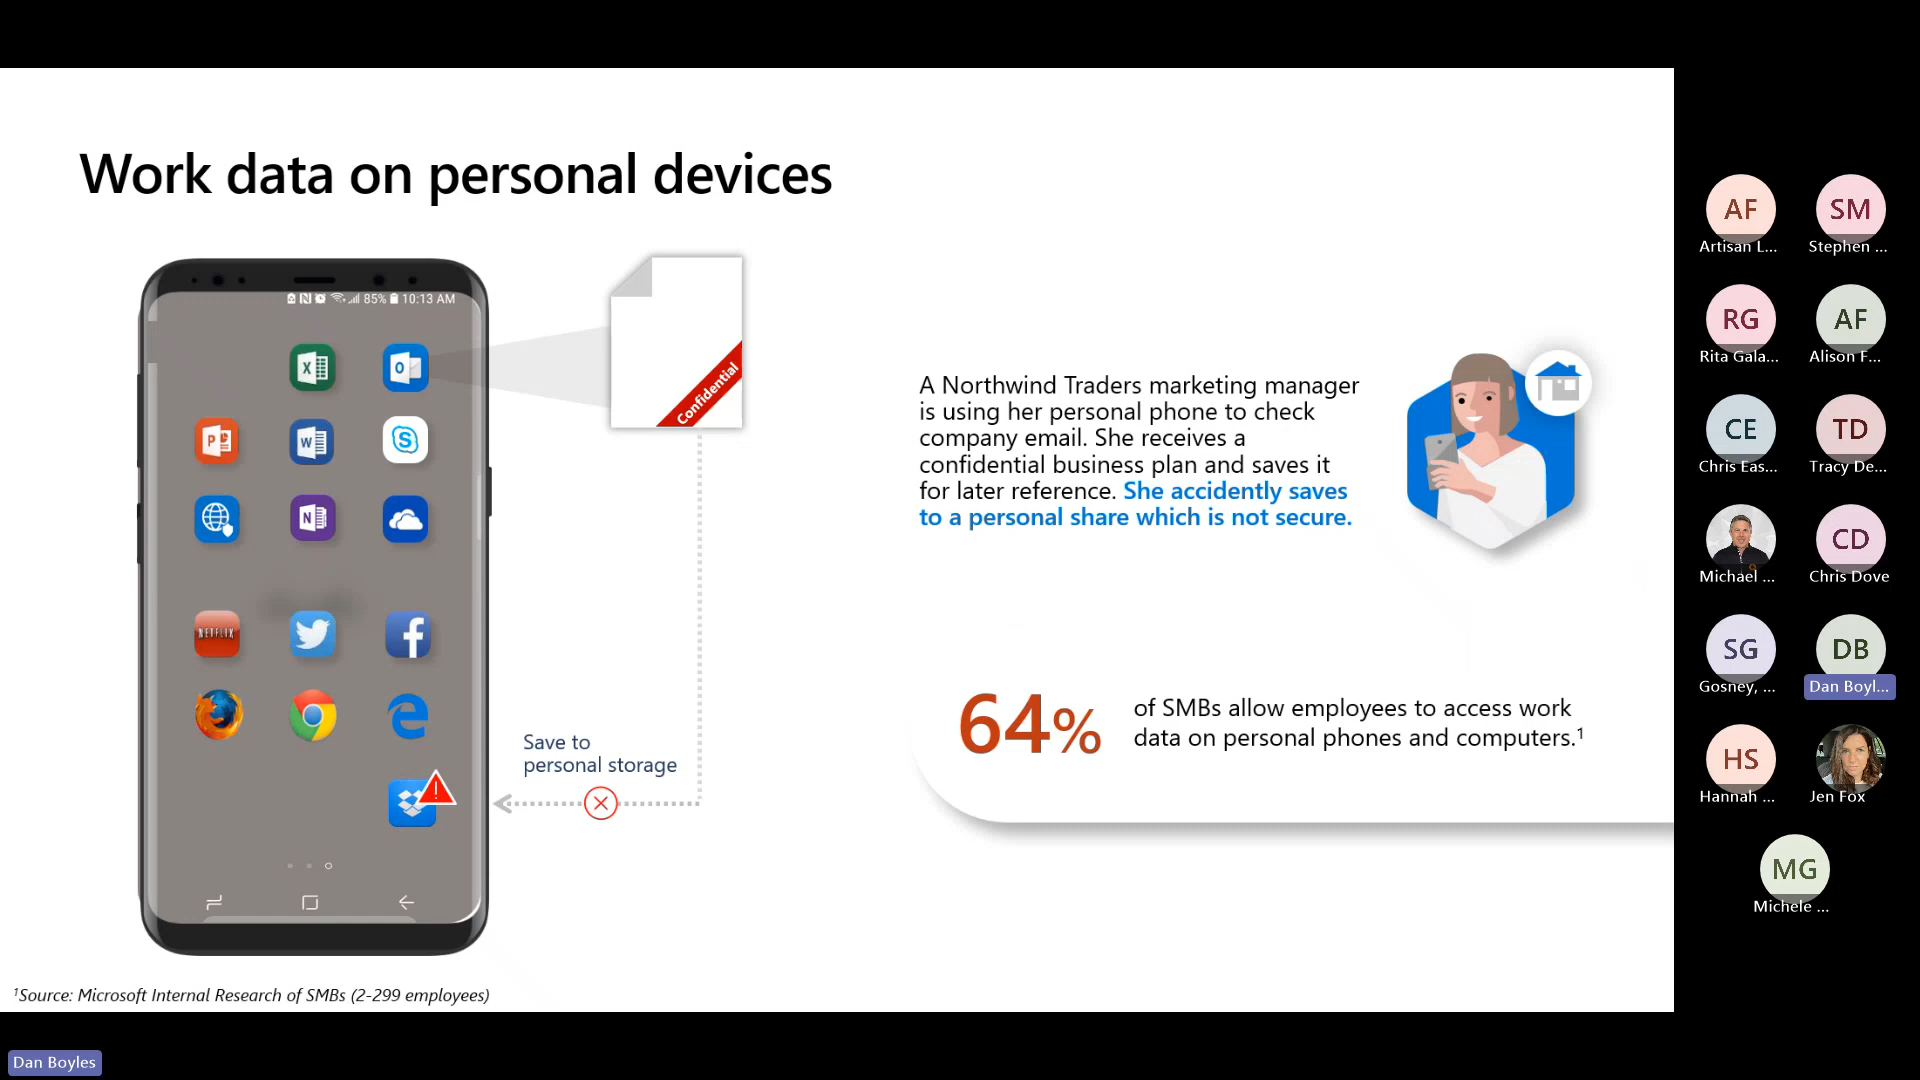 Work data on personal devices
85% 10:13 AM
Confidential
NETFLIX
Save to
personal storage
A Northwind Traders marketing manager
is using her personal phone to check
company email. She receives a
confidential business plan and saves it
for later reference. She accidently saves
to a personal share which is not secure.
64%
of SMBs allow employees to access work
data on personal phones and computers.1
1Source: Microsoft Internal Research of SMBs (2-299 employees)
Dan Boyles
AF
Artisan L...
SM
Stephen ...
RG
Rita Gala...
AF
Alison F...
CE
Chris Eas...
TD
Tracy De...
Michael ...
CD
Chris Dove
SG
Gosney, ...
DB
Dan Boyl...
HS
Hannah ...
Jen Fox
MG
Michele ...